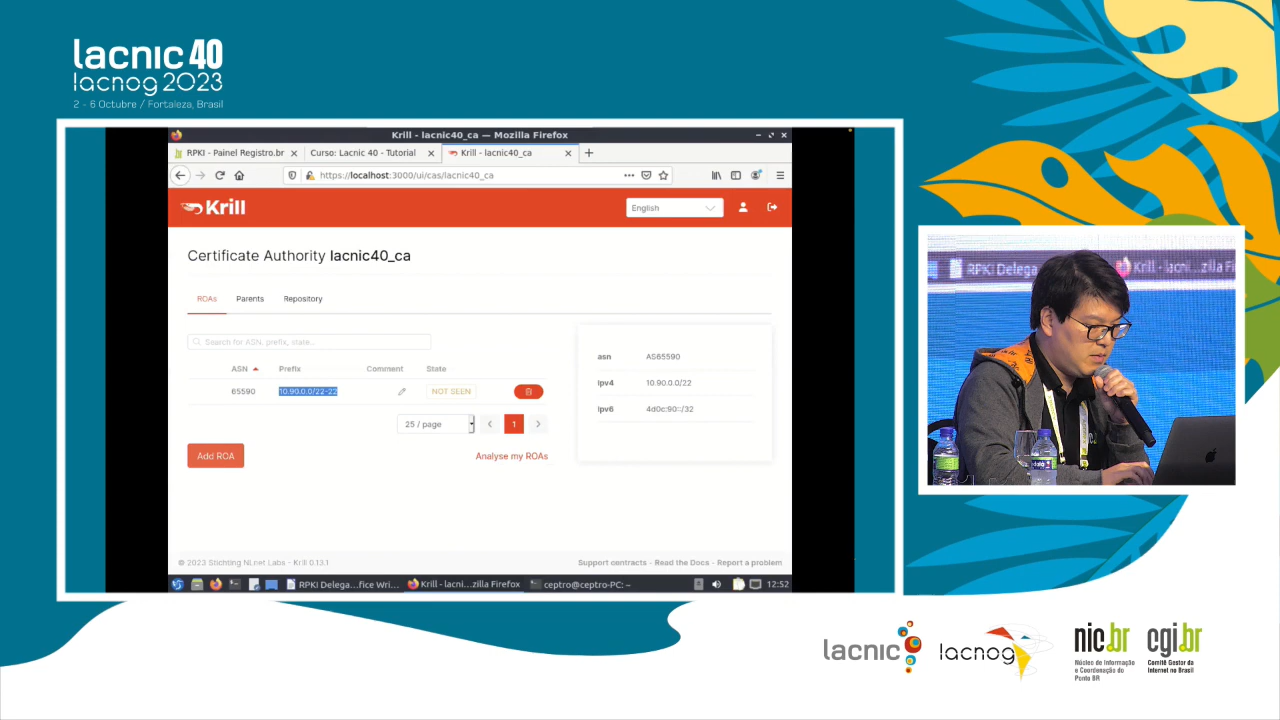 lacnic 40
lacnog 2023
2 - 6 Octubre / Fortaleza, Brasil
Krill - lacnic40_ca — Mozilla Firefox
RPKI - Painel Registro.br
Curso: Lacnic 40 - Tutorial
Krill - lacnic40_ca
https://localhost:3000/ui/cas/lacnic40_ca
Krill
English
Certificate Authority lacnic40_ca
ROAs Parents Repository
Search for ASN, prefix, state...
ASN Prefix Comment State
65590 10.90.0.0/22-22 NOT SEEN
25 / page
1
Add ROA
Analyse my ROAs
asn AS65590
ipv4 10.90.0.0/22
ipv6 4d0c:90::/32
© 2023 Stichting NLnet Labs - Krill 0.13.1
Support contracts - Read the Docs - Report a problem
RPKI Delega...fice Wri...
Krill - lacni...zilla Firefox
ceptro@ceptro-PC: ~
12:52
RPKI Delega
Krill - lacni...zilla Fi
lacnic
lacnog
nic.br
Núcleo de Informação
e Coordenação do
Ponto BR
cgi.br
Comitê Gestor da
Internet no Brasil